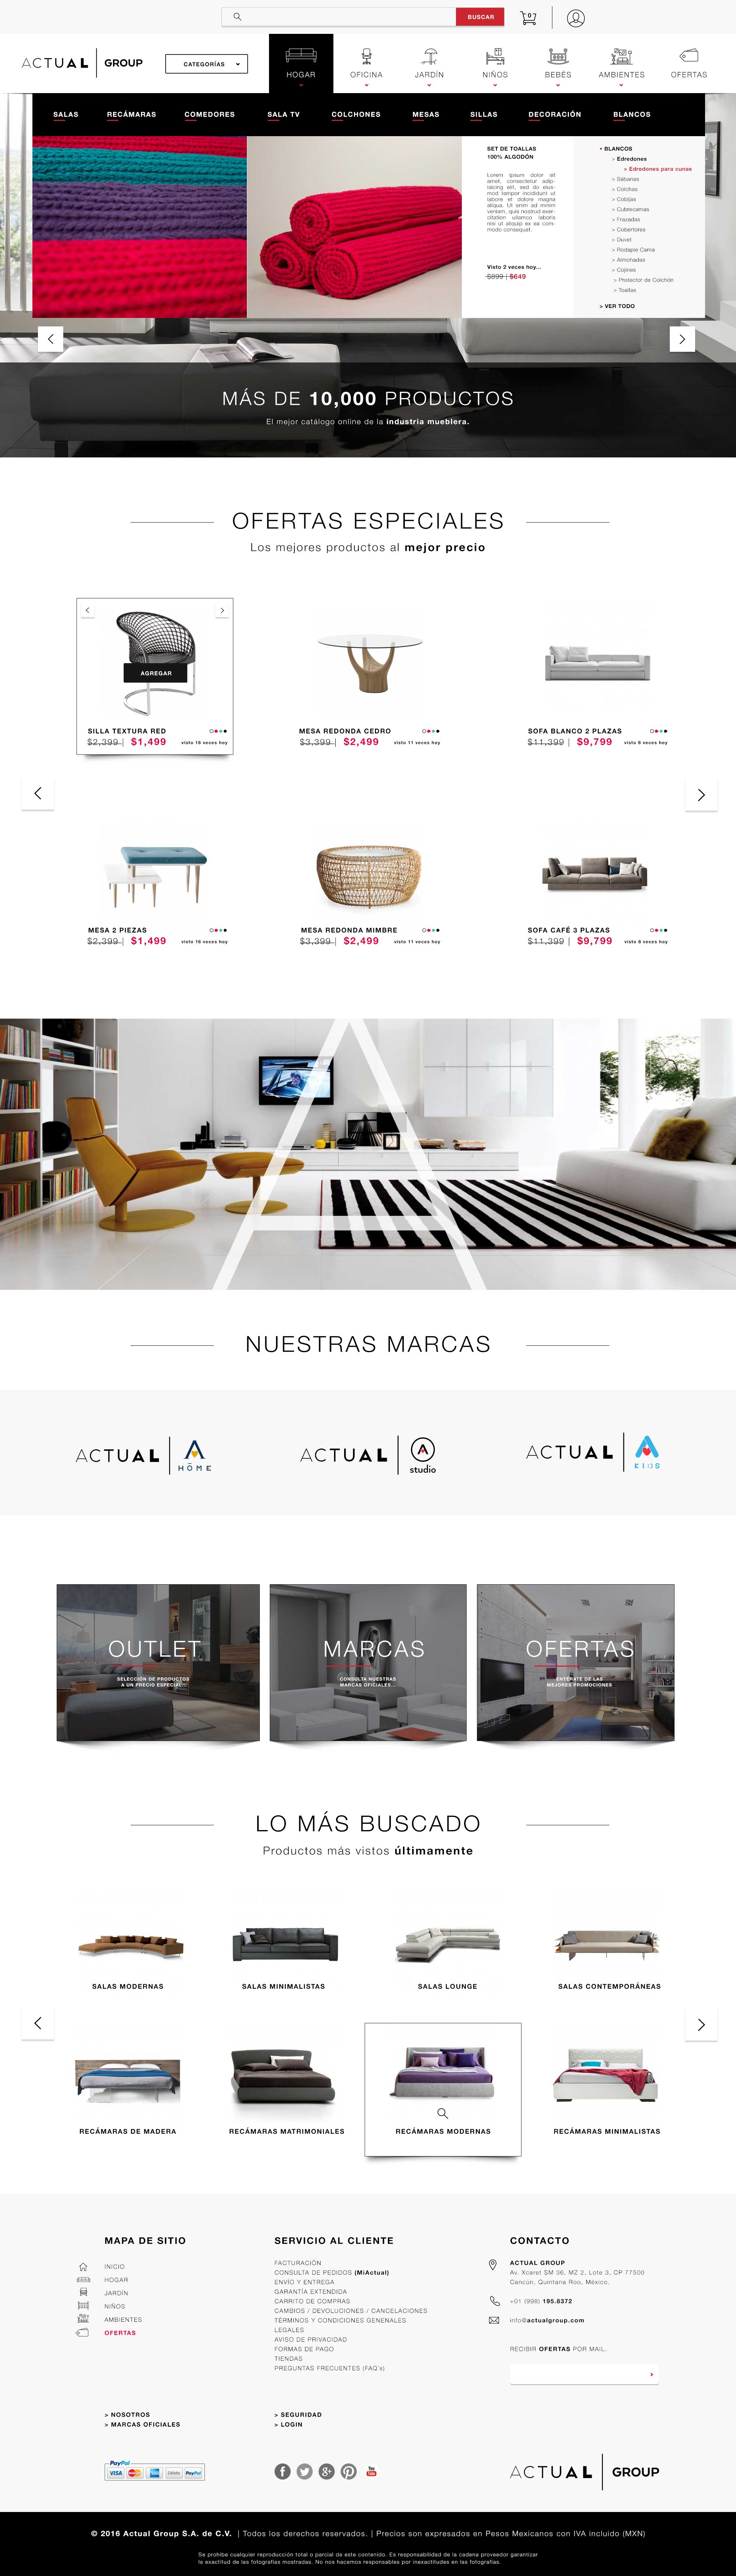 BUSCAR
0
ACTUAL GROUP
CATEGORÍAS
HOGAR
OFICINA
JARDÍN
NIÑOS
BEBÉS
AMBIENTES
OFERTAS
SALAS
RECÁMARAS
COMEDORES
SALA TV
COLCHONES
MESAS
SILLAS
DECORACIÓN
BLANCOS
SET DE TOALLAS
100% ALGODÓN
Lorem ipsum dolor sit
amet, consectetur adip-
iscing elit, sed do eius-
mod tempor incididunt ut
labore et dolore magna
aliqua. Ut enim ad minim
veniam, quis nostrud exer-
citation ullamco laboris
nisi ut aliquip ex ea com-
modo consequat.
Visto 2 veces hoy...
$899 | $649
• BLANCOS
> Edredones
> Edredones para cunas
> Sábanas
> Colchas
> Cobijas
> Cubrecamas
> Frazadas
> Cobertores
> Duvet
> Rodapie Cama
> Almohadas
> Cojines
> Protector de Colchón
> Toallas
> VER TODO
MÁS DE 10,000 PRODUCTOS
El mejor catálogo online de la industria mueblera.
OFERTAS ESPECIALES
Los mejores productos al mejor precio
AGREGAR
SILLA TEXTURA RED
$2,399 | $1,499 visto 16 veces hoy
MESA REDONDA CEDRO
$3,399 | $2,499 visto 11 veces hoy
SOFA BLANCO 2 PLAZAS
$11,399 | $9,799 visto 8 veces hoy
MESA 2 PIEZAS
$2,399 | $1,499 visto 16 veces hoy
MESA REDONDA MIMBRE
$3,399 | $2,499 visto 11 veces hoy
SOFA CAFÉ 3 PLAZAS
$11,399 | $9,799 visto 8 veces hoy
NUESTRAS MARCAS
ACTUAL HŌME
ACTUAL studio
ACTUAL KIDS
OUTLET
SELECCIÓN DE PRODUCTOS
A UN PRECIO ESPECIAL...
MARCAS
CONSULTA NUESTRAS
MARCAS OFICIALES...
OFERTAS
ENTÉRATE DE LAS
MEJORES PROMOCIONES
LO MÁS BUSCADO
Productos más vistos últimamente
SALAS MODERNAS
SALAS MINIMALISTAS
SALAS LOUNGE
SALAS CONTEMPORÁNEAS
RECÁMARAS DE MADERA
RECÁMARAS MATRIMONIALES
RECÁMARAS MODERNAS
RECÁMARAS MINIMALISTAS
MAPA DE SITIO
INICIO
HOGAR
JARDÍN
NIÑOS
AMBIENTES
OFERTAS
> NOSOTROS
> MARCAS OFICIALES
SERVICIO AL CLIENTE
FACTURACIÓN
CONSULTA DE PEDIDOS (MiActual)
ENVÍO Y ENTREGA
GARANTÍA EXTENDIDA
CARRITO DE COMPRAS
CAMBIOS / DEVOLUCIONES / CANCELACIONES
TÉRMINOS Y CONDICIONES GENENALES
LEGALES
AVISO DE PRIVACIDAD
FORMAS DE PAGO
TIENDAS
PREGUNTAS FRECUENTES (FAQ's)
> SEGURIDAD
> LOGIN
CONTACTO
ACTUAL GROUP
Av. Xcaret SM 36, MZ 2, Lote 3, CP 77500
Cancún, Quintana Roo, México.
+01 (998) 195.8372
info@actualgroup.com
RECIBIR OFERTAS POR MAIL.
PayPal
VISA
PayPal
You Tube
ACTUAL GROUP
© 2016 Actual Group S.A. de C.V. | Todos los derechos reservados. | Precios son expresados en Pesos Mexicanos con IVA incluido (MXN)
Se prohibe cualquier reproducción total o parcial de este contenido. Es responsabilidad de la cadena proveedor garantizar
la exactitud de las fotografías mostradas. No nos hacemos responsables por inexactitudes en las fotografías.